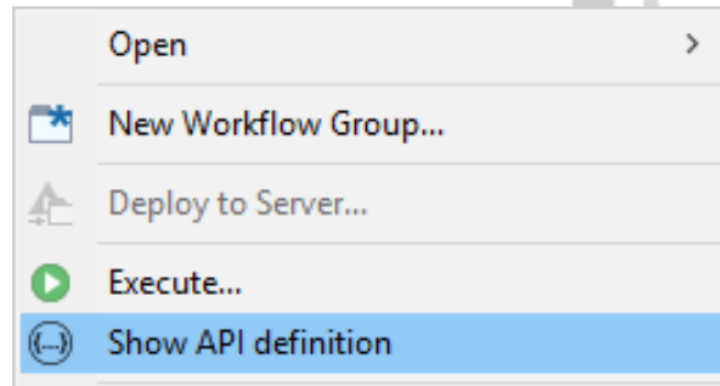 Open
New Workflow Group...
Deploy to Server...
Execute...
Show API definition